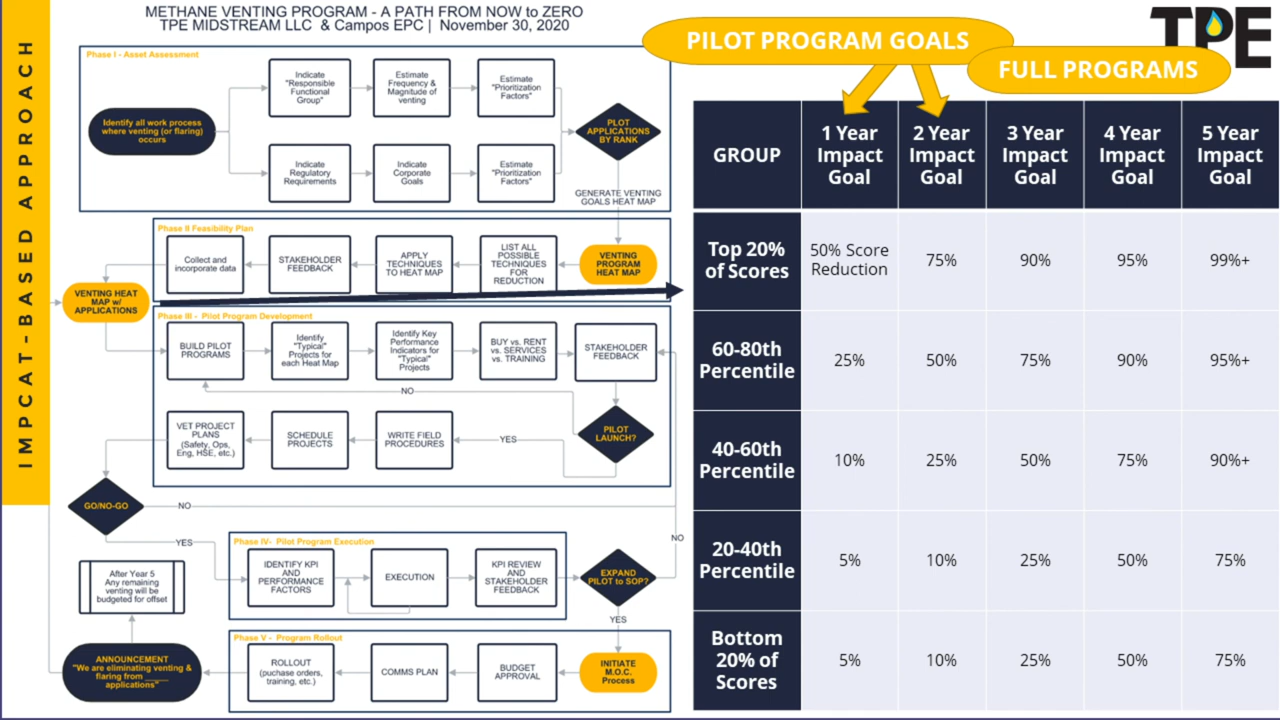 IMPCAT-BASED APPROACH
METHANE VENTING PROGRAM - A PATH FROM NOW to ZERO
TPE MIDSTREAM LLC & Campos EPC | November 30, 2020
Phase I - Asset Assessment
Identify all work process
where venting (or flaring)
occurs
Indicate
"Responsible
Functional
Group"
Estimate
Frequency &
Magnitude of
venting
Estimate
"Prioritization
Factors"
Indicate
Regulatory
Requirements
Indicate
Corporate
Goals
Estimate
"Prioritization
Factors"
PLOT
APPLICATIONS
BY RANK
GENERATE VENTING
GOALS HEAT MAP
Phase II Feasibility Plan
Collect and
incorporate data
STAKEHOLDER
FEEDBACK
APPLY
TECHNIQUES
TO HEAT MAP
LIST ALL
POSSIBLE
TECHNIQUES
FOR
REDUCTION
VENTING
PROGRAM
HEAT MAP
VENTING HEAT
MAP w/
APPLICATIONS
Phase III - Pilot Program Development
BUILD PILOT
PROGRAMS
Identify
"Typical"
Projects for
each Heat Map
Identify Key
Performance
Indicators for
"Typical"
Projects
BUY vs. RENT
vs. SERVICES
vs. TRAINING
STAKEHOLDER
FEEDBACK
NO
VET PROJECT
PLANS
(Safety, Ops,
Eng, HSE, etc.)
SCHEDULE
PROJECTS
WRITE FIELD
PROCEDURES
YES
PILOT
LAUNCH?
GO/NO-GO
NO
YES
NO
Phase IV- Pilot Program Execution
IDENTIFY KPI
AND
PERFORMANCE
FACTORS
EXECUTION
KPI REVIEW
AND
STAKEHOLDER
FEEDBACK
EXPAND
PILOT to SOP?
YES
After Year 5
Any remaining
venting will be
budgeted for offset
Phase V - Program Rollout
ANNOUNCEMENT
"We are eliminating venting &
flaring from _____
applications"
ROLLOUT
(puchase orders,
training, etc.)
COMMS PLAN
BUDGET
APPROVAL
INITIATE
M.O.C.
Process
PILOT PROGRAM GOALS
FULL PROGRAMS
TPE
GROUP
1 Year
Impact
Goal
2 Year
Impact
Goal
3 Year
Impact
Goal
4 Year
Impact
Goal
5 Year
Impact
Goal
Top 20%
of Scores
50% Score
Reduction
75%
90%
95%
99%+
60-80th
Percentile
25%
50%
75%
90%
95%+
40-60th
Percentile
10%
25%
50%
75%
90%+
20-40th
Percentile
5%
10%
25%
50%
75%
Bottom
20% of
Scores
5%
10%
25%
50%
75%